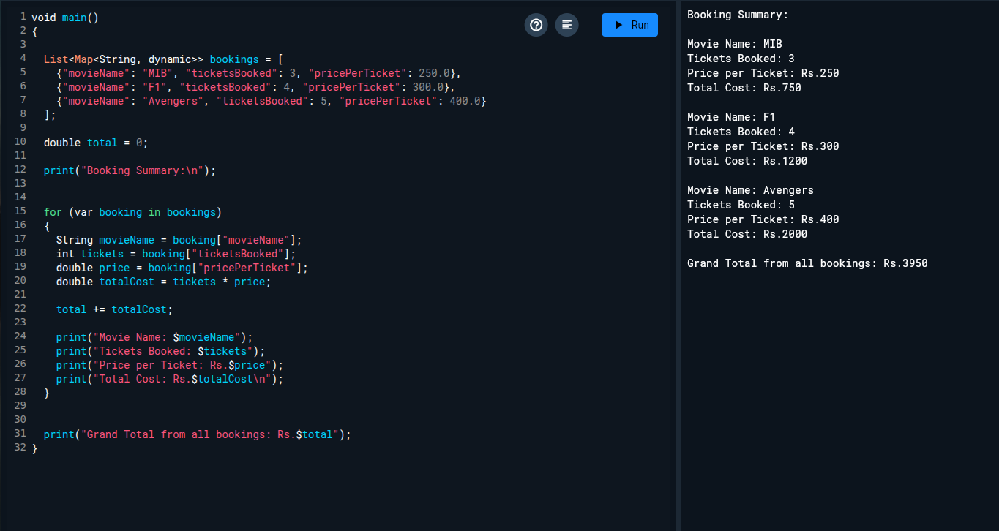 1 void main()
2 {
3
4 List<Map<String, dynamic>> bookings = [
5 {"movieName": "MIB", "ticketsBooked": 3, "pricePerTicket": 250.0},
6 {"movieName": "F1", "ticketsBooked": 4, "pricePerTicket": 300.0},
7 {"movieName": "Avengers", "ticketsBooked": 5, "pricePerTicket": 400.0}
8 ];
9
10 double total = 0;
11
12 print("Booking Summary:\n");
13
14
15 for (var booking in bookings)
16 {
17 String movieName = booking["movieName"];
18 int tickets = booking["ticketsBooked"];
19 double price = booking["pricePerTicket"];
20 double totalCost = tickets * price;
21
22 total += totalCost;
23
24 print("Movie Name: $movieName");
25 print("Tickets Booked: $tickets");
26 print("Price per Ticket: Rs.$price");
27 print("Total Cost: Rs.$totalCost\n");
28 }
29
30
31 print("Grand Total from all bookings: Rs.$total");
32 }
Run
Booking Summary:
Movie Name: MIB
Tickets Booked: 3
Price per Ticket: Rs.250
Total Cost: Rs.750
Movie Name: F1
Tickets Booked: 4
Price per Ticket: Rs.300
Total Cost: Rs.1200
Movie Name: Avengers
Tickets Booked: 5
Price per Ticket: Rs.400
Total Cost: Rs.2000
Grand Total from all bookings: Rs.3950